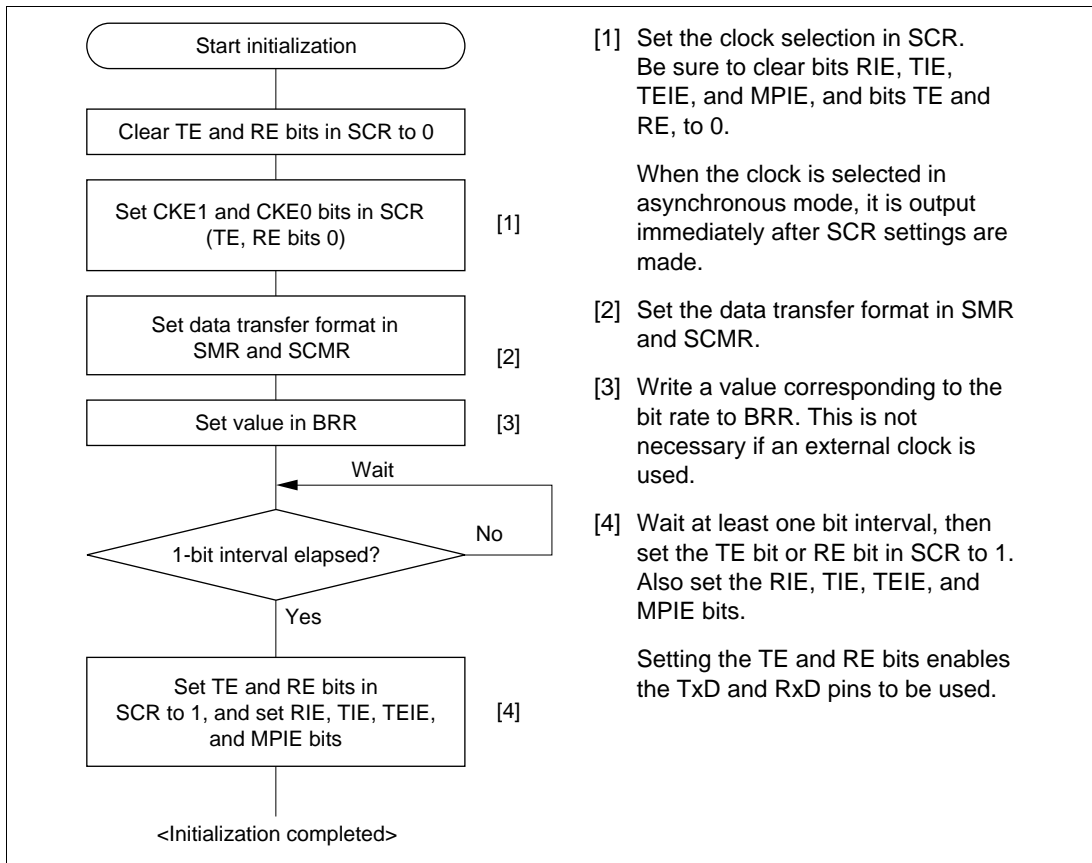 Start initialization
Clear TE and RE bits in SCR to 0
Set CKE1 and CKE0 bits in SCR
(TE, RE bits 0)
[1]
Set data transfer format in
SMR and SCMR
[2]
Set value in BRR
[3]
Wait
1-bit interval elapsed?
No
Yes
Set TE and RE bits in
SCR to 1, and set RIE, TIE, TEIE,
and MPIE bits
[4]
<Initialization completed>
[1] Set the clock selection in SCR.
Be sure to clear bits RIE, TIE,
TEIE, and MPIE, and bits TE and
RE, to 0.
When the clock is selected in
asynchronous mode, it is output
immediately after SCR settings are
made.
[2] Set the data transfer format in SMR
and SCMR.
[3] Write a value corresponding to the
bit rate to BRR. This is not
necessary if an external clock is
used.
[4] Wait at least one bit interval, then
set the TE bit or RE bit in SCR to 1.
Also set the RIE, TIE, TEIE, and
MPIE bits.
Setting the TE and RE bits enables
the TxD and RxD pins to be used.